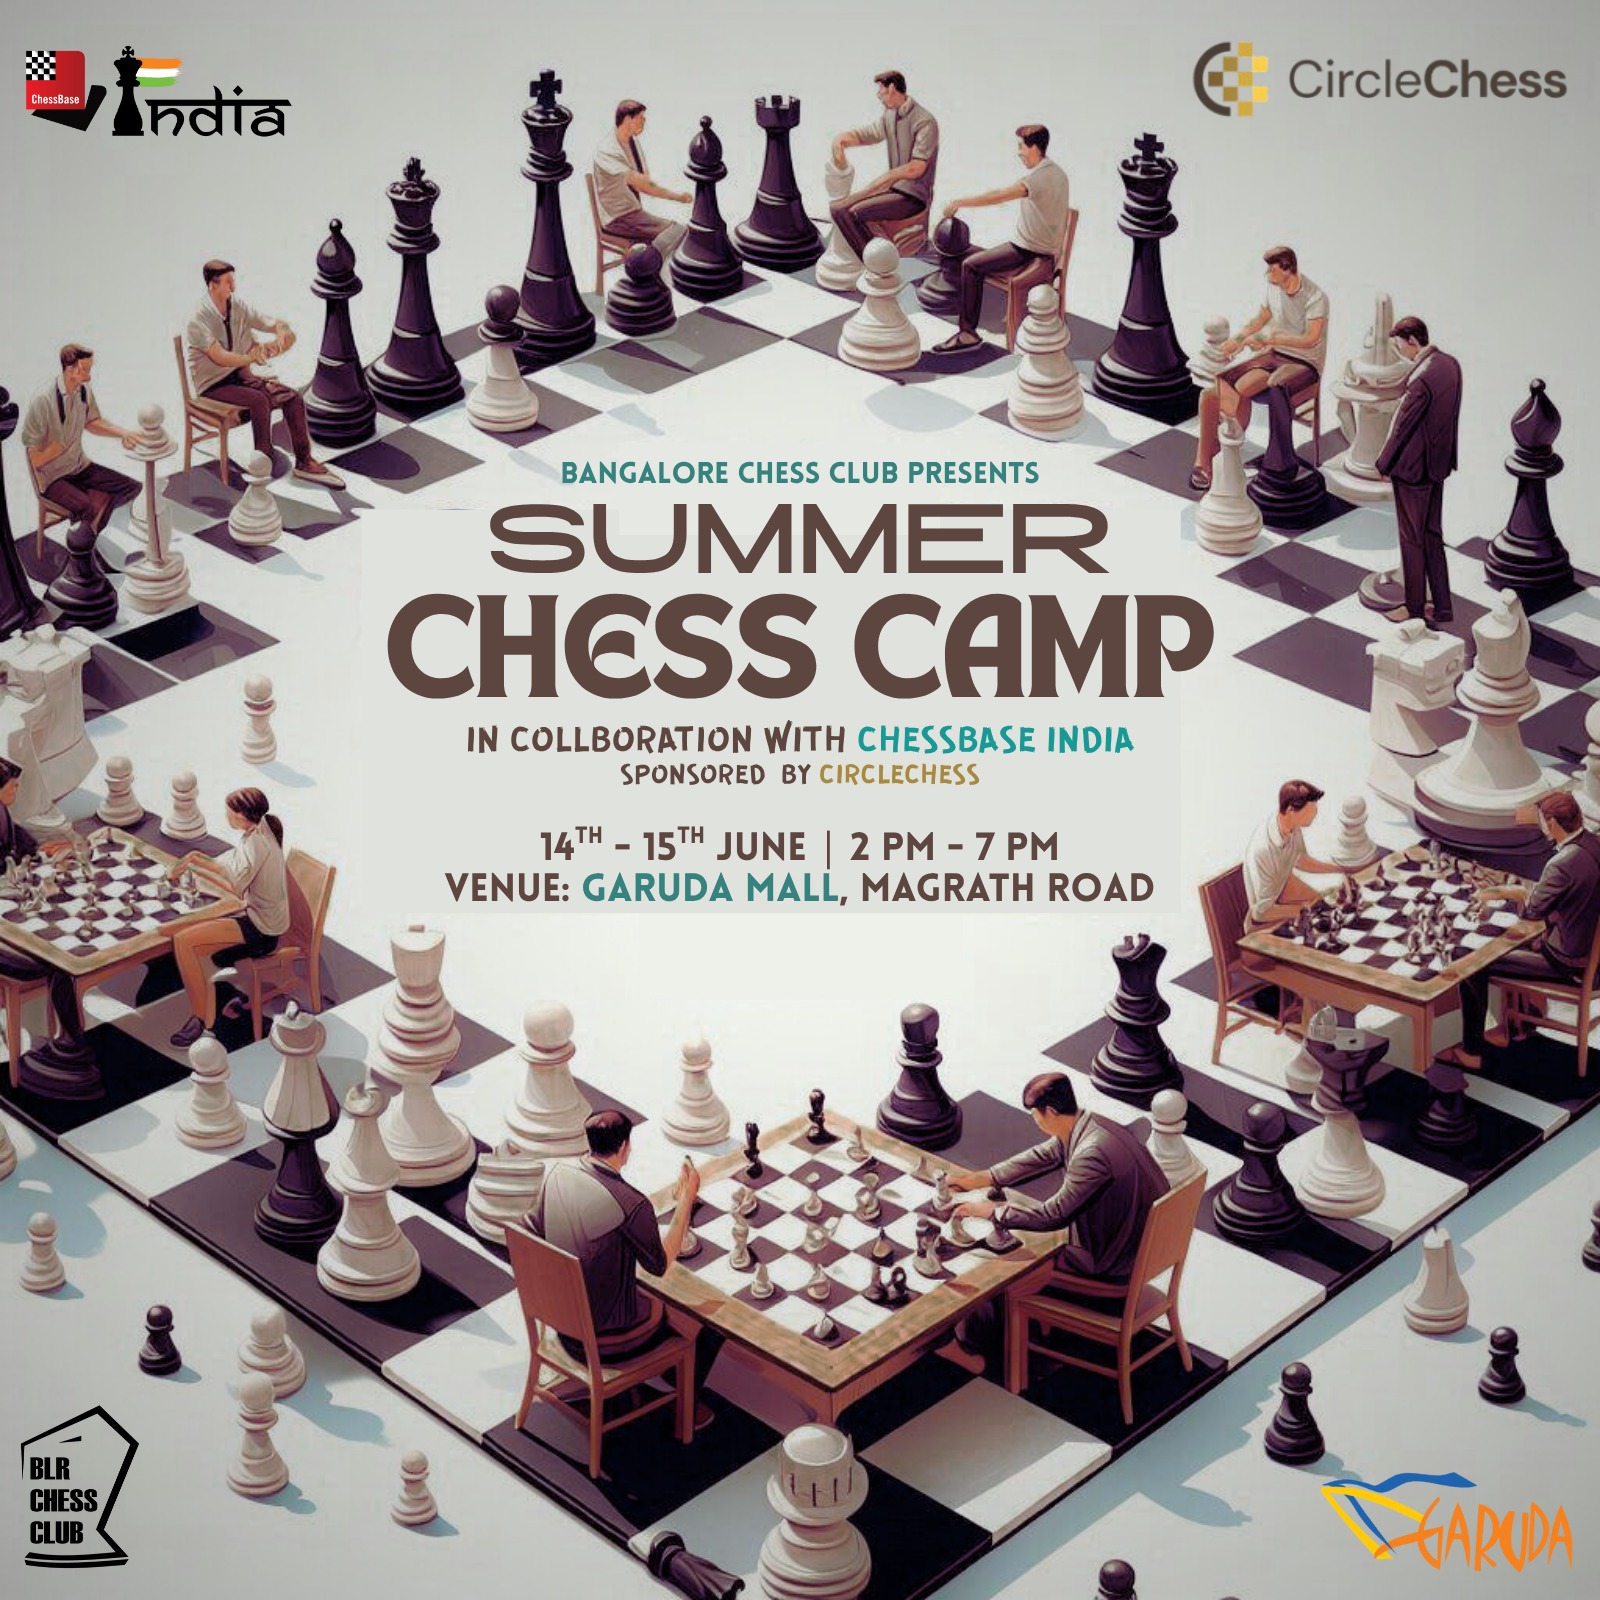 ChessBase
India
CircleChess
BANGALORE CHESS CLUB PRESENTS
SUMMER
CHESS CAMP
IN COLLBORATION WITH CHESSBASE INDIA
SPONSORED BY CIRCLECHESS
14TH - 15TH JUNE | 2 PM - 7 PM
VENUE: GARUDA MALL, MAGRATH ROAD
BLR
CHESS
CLUB
GARUDA